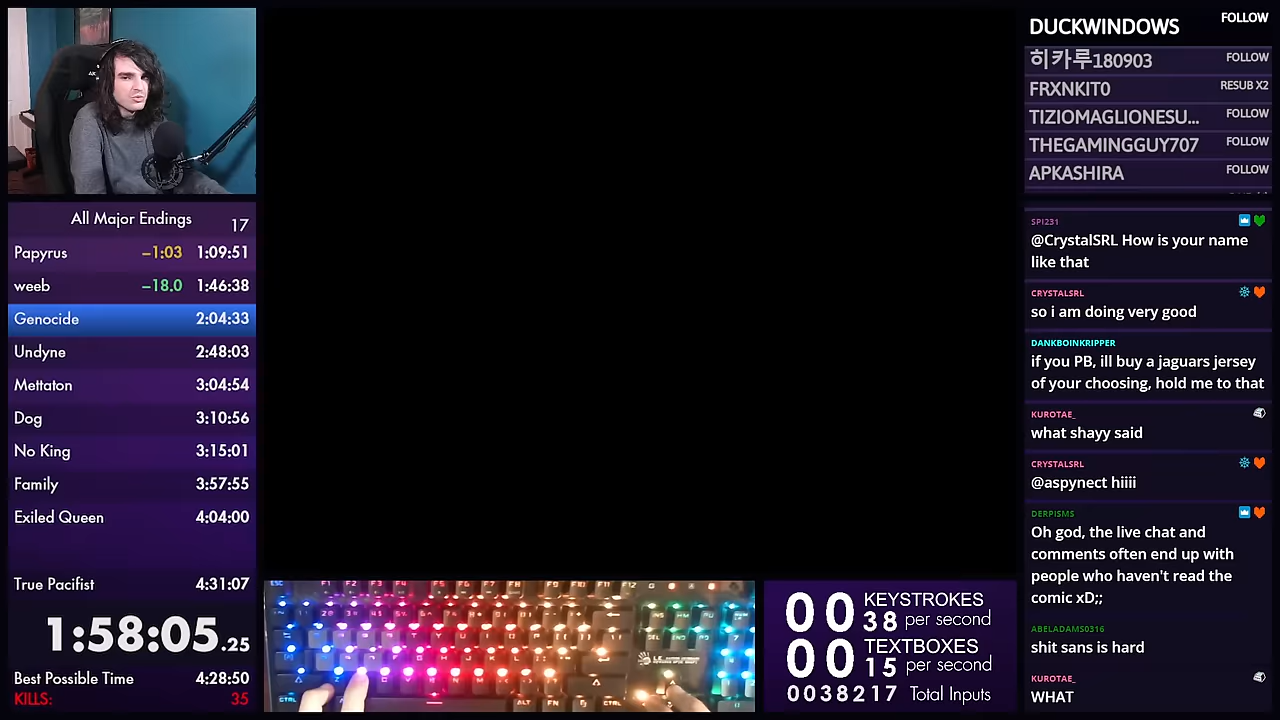 All Major Endings
17
Papyrus −1:03 1:09:51
weeb −18.0 1:46:38
Genocide 2:04:33
Undyne 2:48:03
Mettaton 3:04:54
Dog 3:10:56
No King 3:15:01
Family 3:57:55
Exiled Queen 4:04:00
True Pacifist 4:31:07
1:58:05.25
Best Possible Time 4:28:50
KILLS: 35
00 KEYSTROKES
38 per second
00 TEXTBOXES
15 per second
0038217 Total Inputs
DUCKWINDOWS FOLLOW
히카루180903 FOLLOW
FRXNKIT0 RESUB X2
TIZIOMAGLIONESU... FOLLOW
THEGAMINGGUY707 FOLLOW
APKASHIRA FOLLOW
SPI231
@CrystalSRL How is your name
like that
CRYSTALSRL
so i am doing very good
DANKBOINKRIPPER
if you PB, ill buy a jaguars jersey
of your choosing, hold me to that
KUROTAE_
what shayy said
CRYSTALSRL
@aspynect hiiii
DERPISMS
Oh god, the live chat and
comments often end up with
people who haven't read the
comic xD;;
ABELADAMS0316
shit sans is hard
KUROTAE_
WHAT